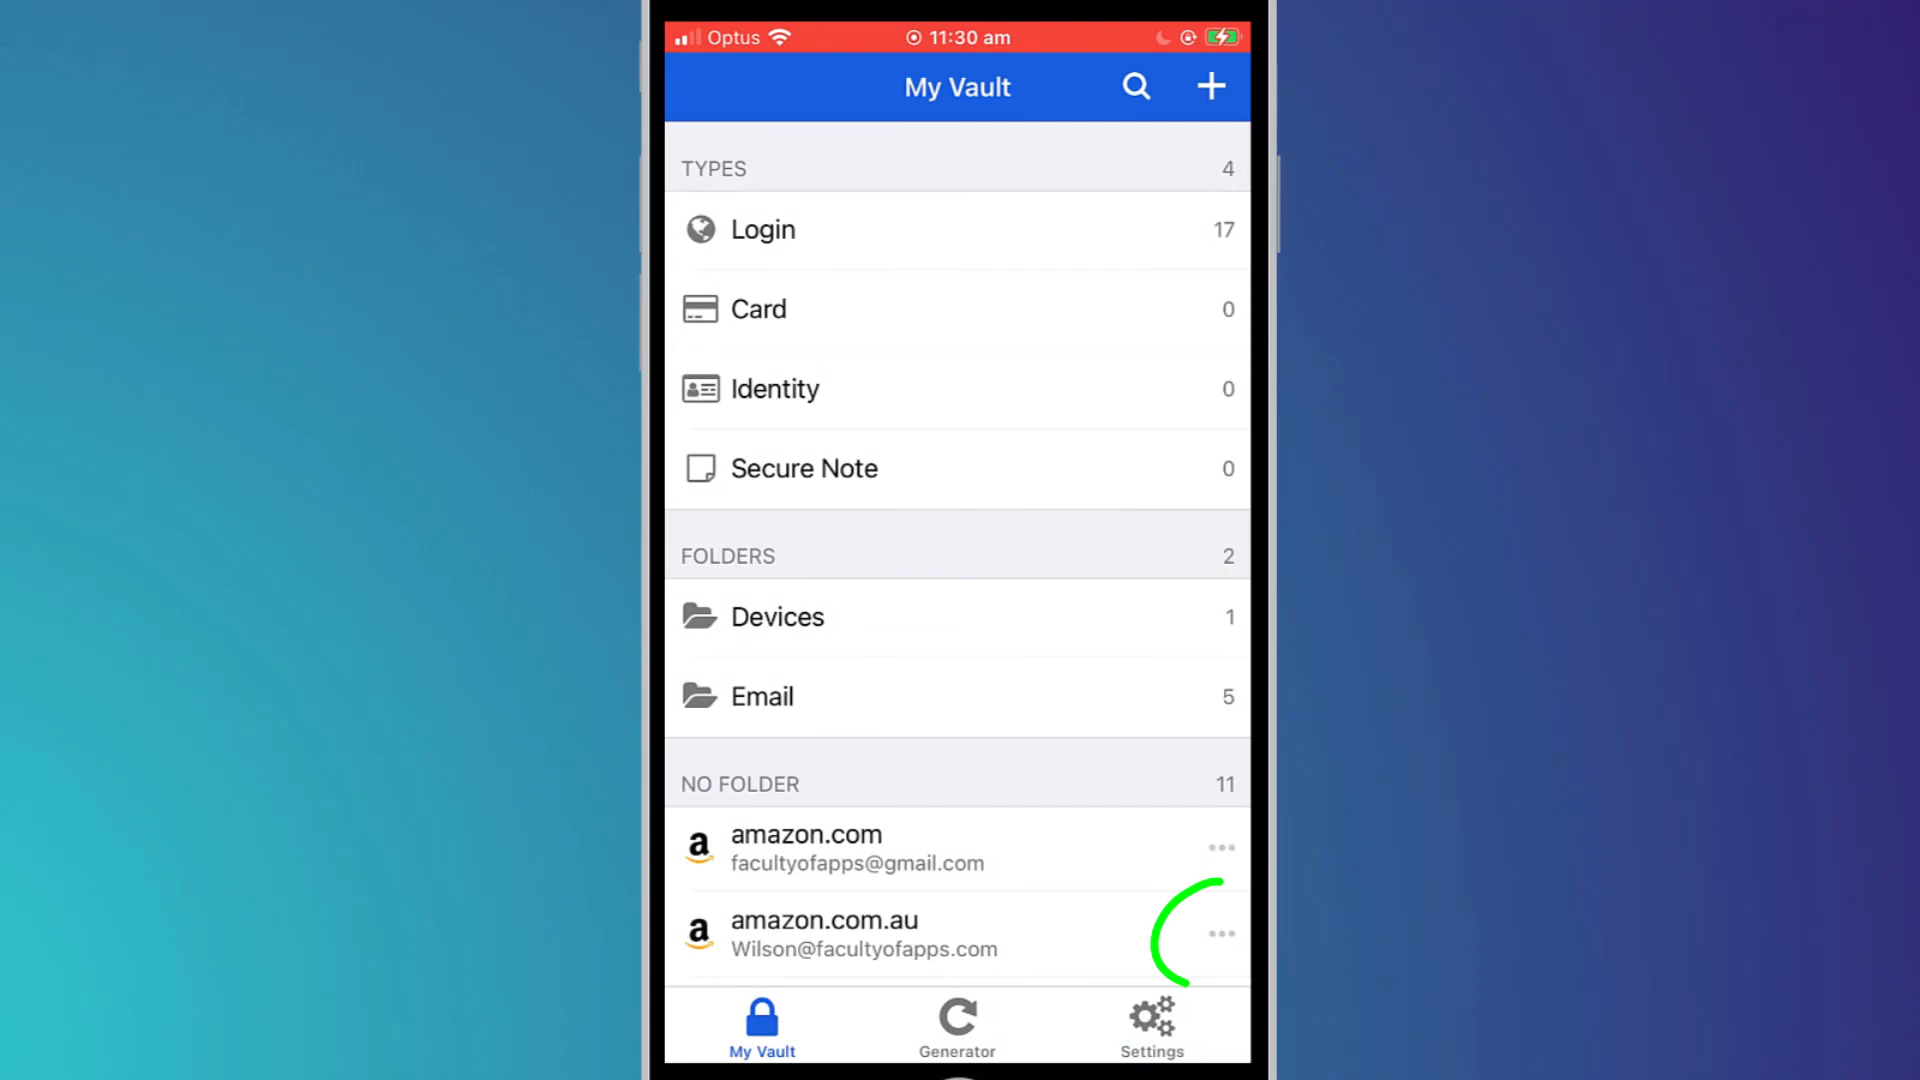 Optus 11:30 am
My Vault
TYPES 4
Login 17
Card 0
Identity 0
Secure Note 0
FOLDERS 2
Devices 1
Email 5
NO FOLDER 11
amazon.com
facultyofapps@gmail.com
amazon.com.au
Wilson@facultyofapps.com
My Vault Generator Settings